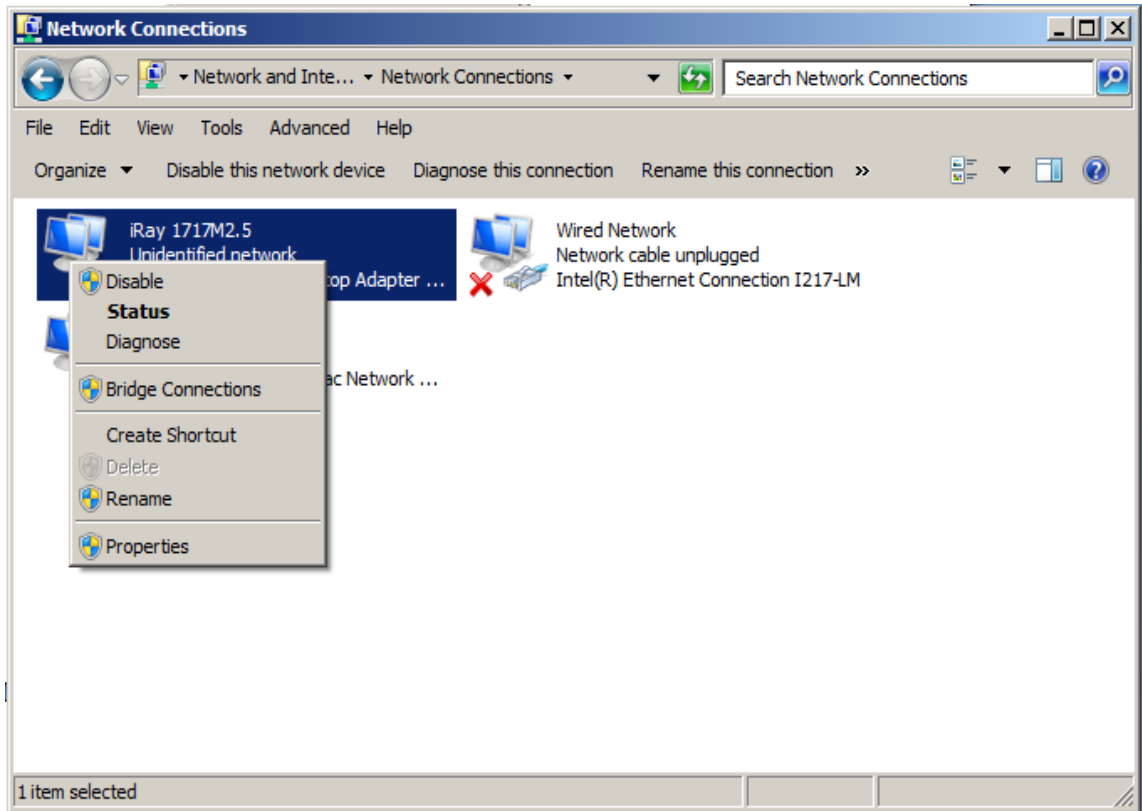 Network Connections
Network and Inte... Network Connections
Search Network Connections
File Edit View Tools Advanced Help
Organize Disable this network device Diagnose this connection Rename this connection »
iRay 1717M2.5
Unidentified network
top Adapter ...
Wired Network
Network cable unplugged
Intel(R) Ethernet Connection I217-LM
ac Network ...
Disable
Status
Diagnose
Bridge Connections
Create Shortcut
Delete
Rename
Properties
1 item selected